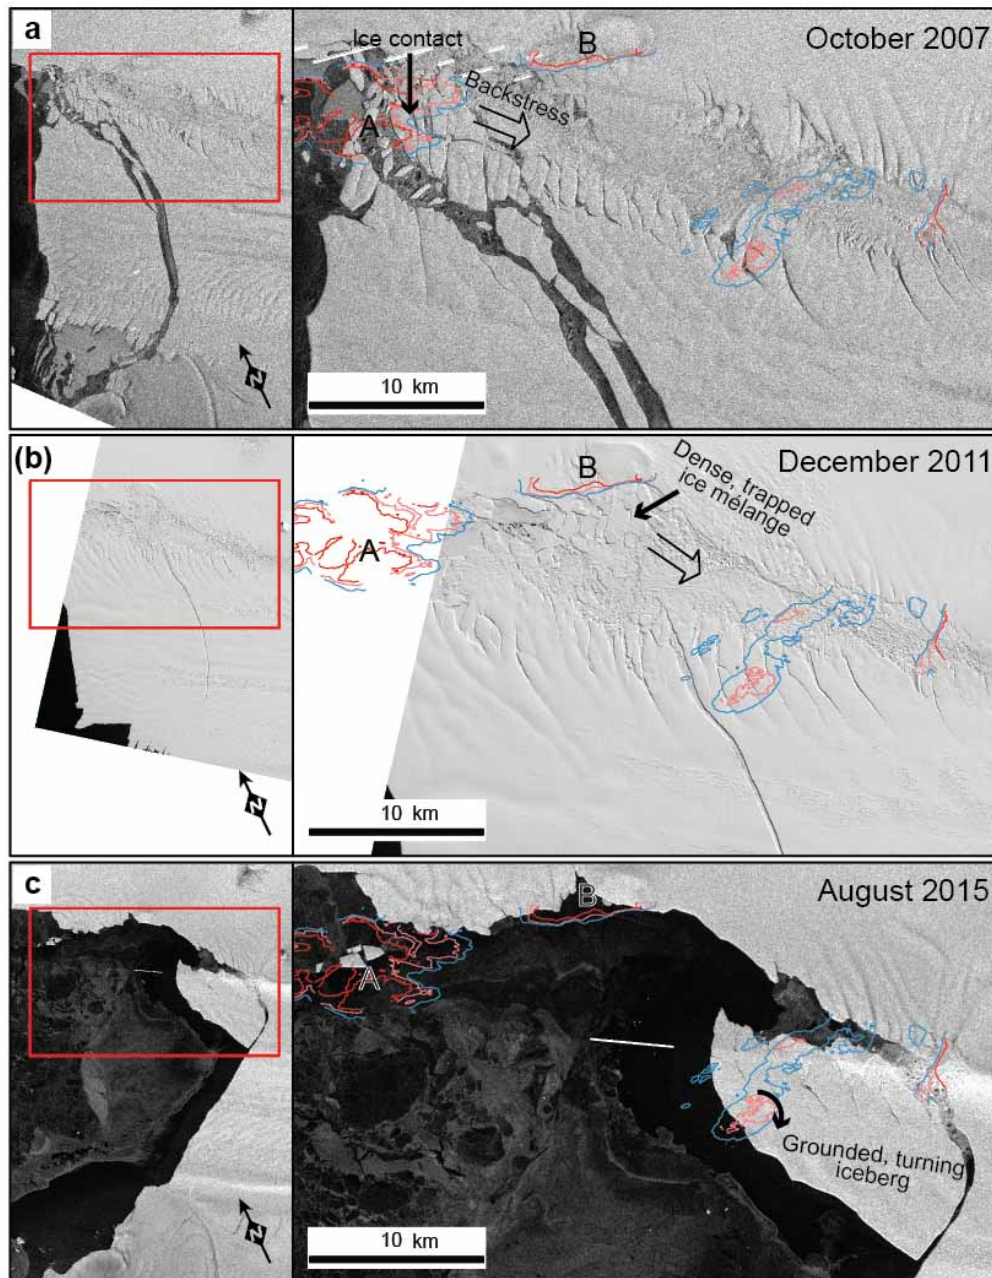 a
October 2007
Ice contact
B
Backstress
A
N
10 km
(b)
December 2011
B
Dense, trapped
ice mélange
A
N
10 km
c
August 2015
B
A
Grounded, turning
iceberg
N
10 km